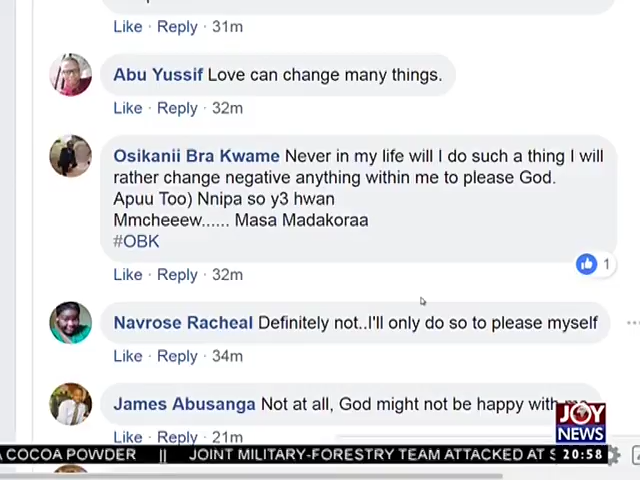 Like · Reply · 31m
Abu Yussif Love can change many things.
Like · Reply · 32m
Osikanii Bra Kwame Never in my life will I do such a thing I will
rather change negative anything within me to please God.
Apuu Too) Nnipa so y3 hwan
Mmcheeew...... Masa Madakoraa
#OBK
1
Like · Reply · 32m
Navrose Racheal Definitely not..I'll only do so to please myself
Like · Reply · 34m
James Abusanga Not at all, God might not be happy with
Like · Reply · 21m
JOY
NEWS
A COCOA POWDER || JOINT MILITARY-FORESTRY TEAM ATTACKED AT
20:58